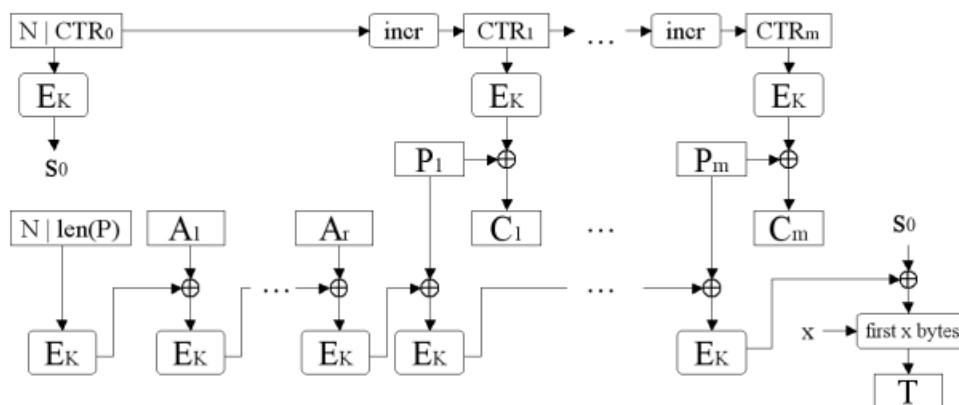 N | CTR0 incr CTR1 ... incr CTRm
EK EK EK
S0 P1 Pm
N | len(P) A1 Ar C1 ... Cm S0
... ...
EK EK EK EK EK x first x bytes
T